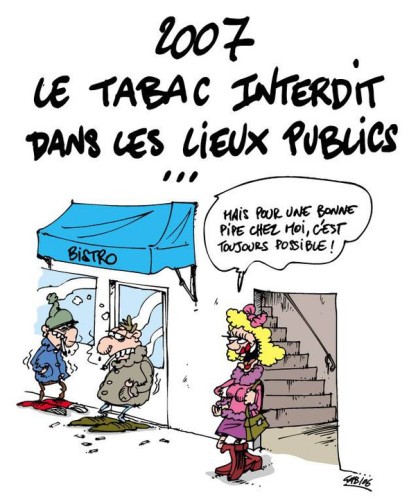 2007
LE TABAC INTERDIT
DANS LES LIEUX PUBLICS
...
MAIS POUR UNE BONNE
PIPE CHEZ MOI, C'EST
TOUJOURS POSSIBLE !
BISTRO